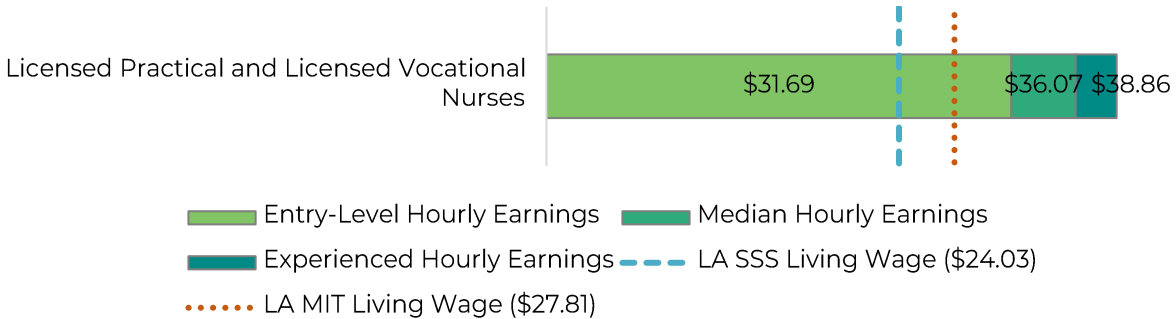 Licensed Practical and Licensed Vocational
Nurses
$31.69
$36.07
$38.86
Entry-Level Hourly Earnings
Median Hourly Earnings
Experienced Hourly Earnings
LA SSS Living Wage ($24.03)
LA MIT Living Wage ($27.81)